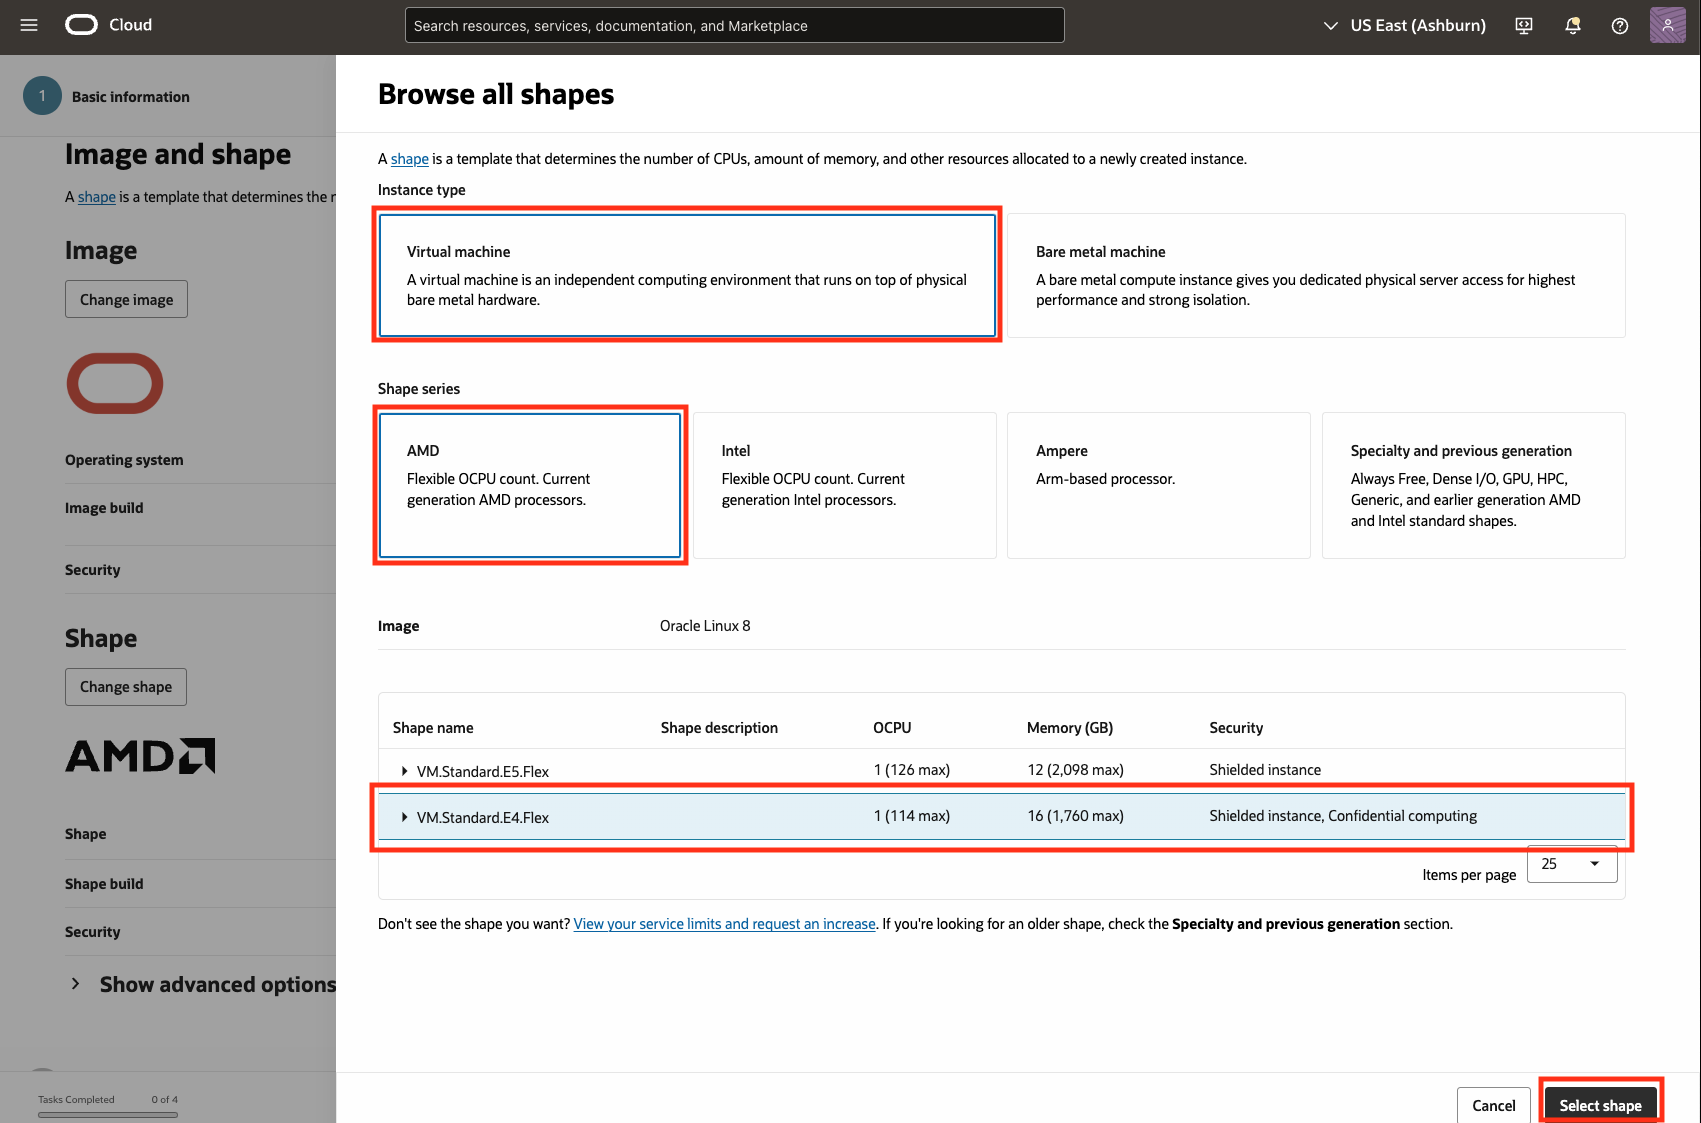 Cloud
Search resources, services, documentation, and Marketplace
US East (Ashburn)
1
Basic information
Image and shape
A shape is a template that determines the
Image
Change image
Operating system
Image build
Security
Shape
Change shape
AMD
Shape
Shape build
Security
Show advanced options
Tasks Completed 0 of 4
Browse all shapes
A shape is a template that determines the number of CPUs, amount of memory, and other resources allocated to a newly created instance.
Instance type
Virtual machine
A virtual machine is an independent computing environment that runs on top of physical
bare metal hardware.
Bare metal machine
A bare metal compute instance gives you dedicated physical server access for highest
performance and strong isolation.
Shape series
AMD
Flexible OCPU count. Current
generation AMD processors.
Intel
Flexible OCPU count. Current
generation Intel processors.
Ampere
Arm-based processor.
Specialty and previous generation
Always Free, Dense I/O, GPU, HPC,
Generic, and earlier generation AMD
and Intel standard shapes.
Image Oracle Linux 8
Shape name Shape description OCPU Memory (GB) Security
VM.Standard.E5.Flex 1 (126 max) 12 (2,098 max) Shielded instance
VM.Standard.E4.Flex 1 (114 max) 16 (1,760 max) Shielded instance, Confidential computing
Items per page 25
Don't see the shape you want? View your service limits and request an increase. If you're looking for an older shape, check the Specialty and previous generation section.
Cancel
Select shape